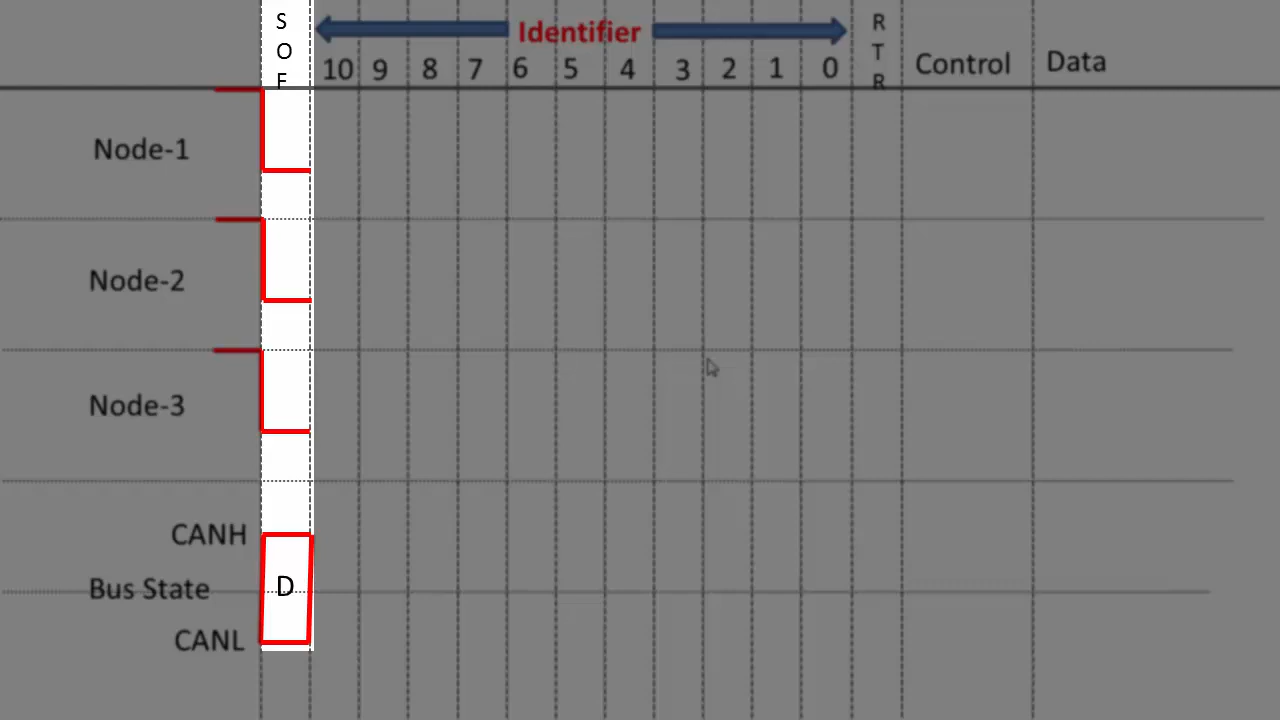 S
O
F
Identifier
R
T
R
10 9 8 7 6 5 4 3 2 1 0
Control
Data
Node-1
Node-2
Node-3
CANH
Bus State
D
CANL